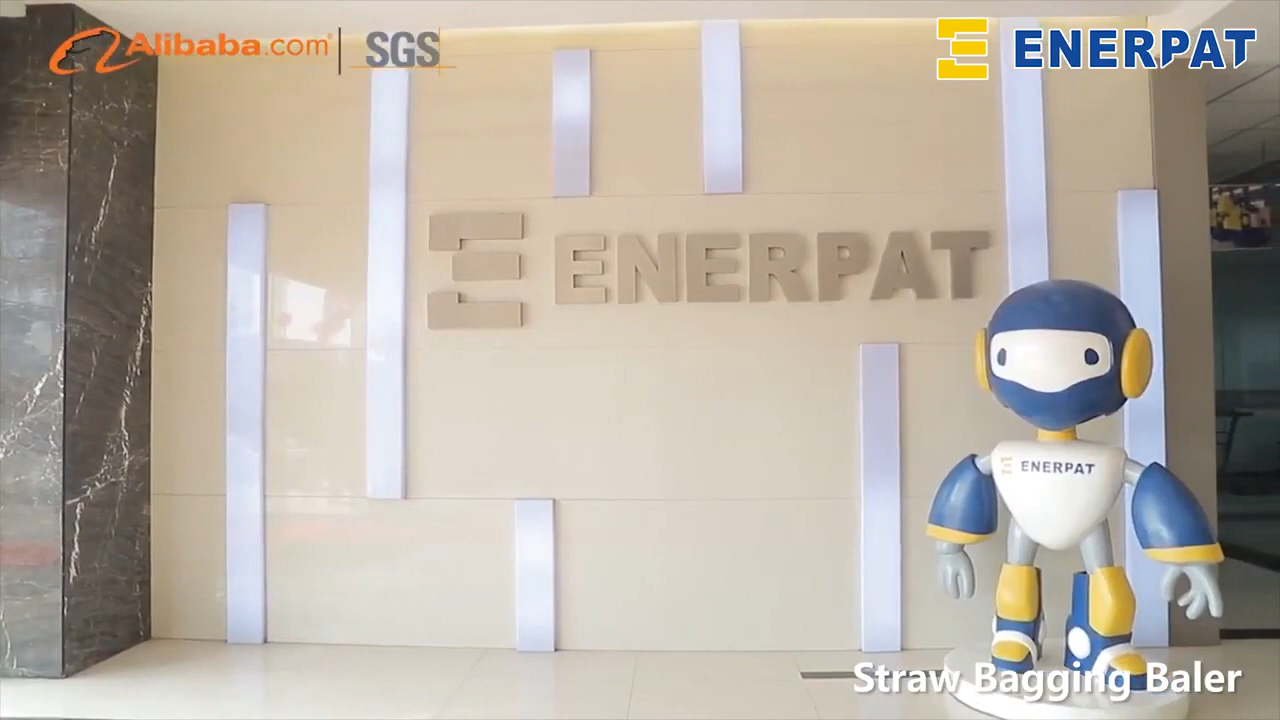 Alibaba.com
SGS
ENERPAT
ENERPAT
ENERPAT
Straw Bagging Baler